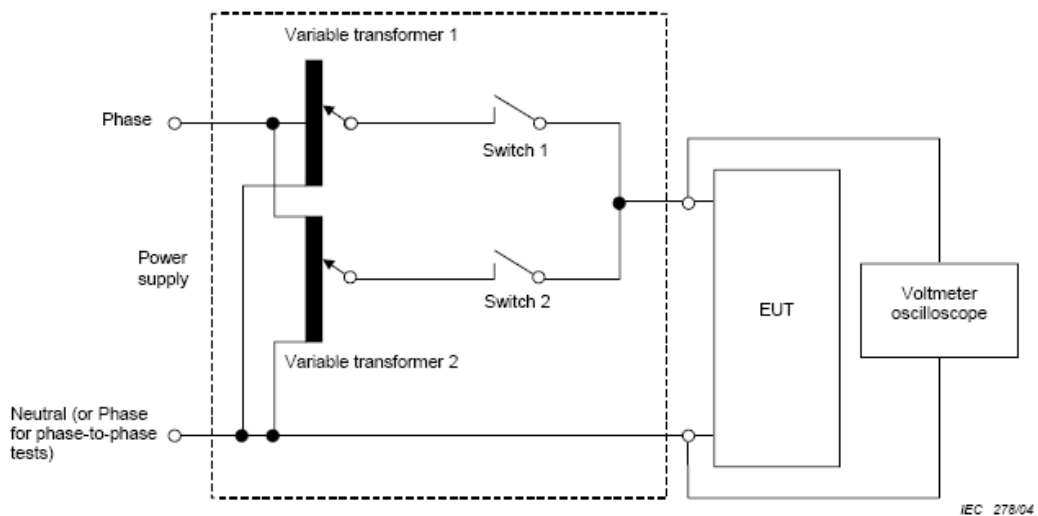 Variable transformer 1
Phase
Switch 1
Power
supply
Switch 2
EUT
Voltmeter
oscilloscope
Variable transformer 2
Neutral (or Phase
for phase-to-phase
tests)
IEC 278/04